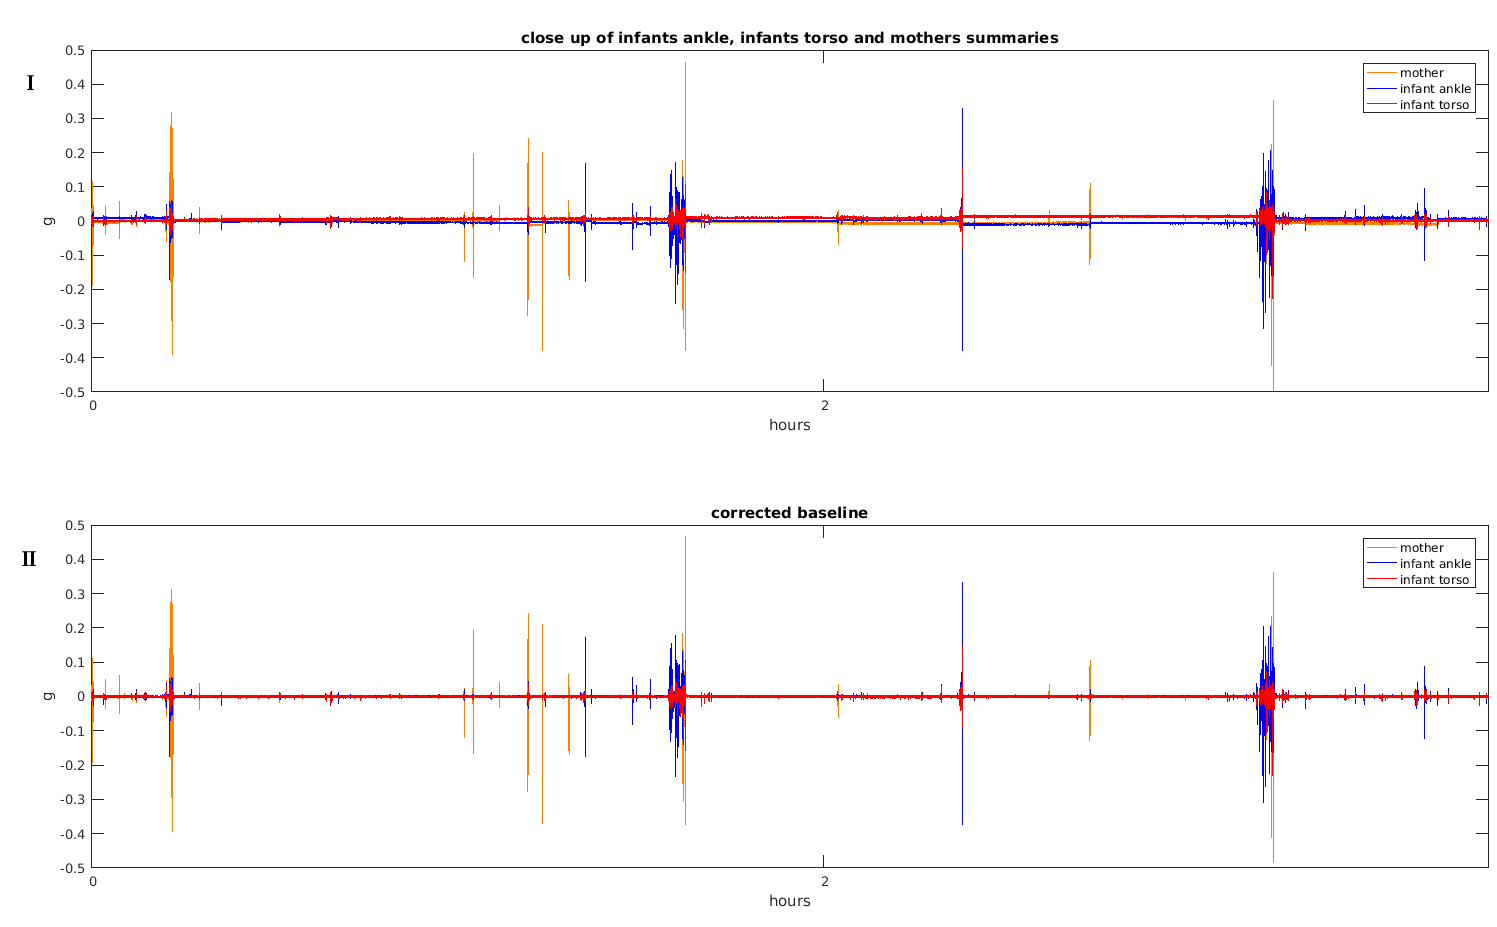 close up of infants ankle, infants torso and mothers summaries
I
0.5
0.4
0.3
0.2
0.1
0
-0.1
-0.2
-0.3
-0.4
-0.5
g
mother
infant ankle
infant torso
0 2
hours
corrected baseline
II
0.5
0.4
0.3
0.2
0.1
0
-0.1
-0.2
-0.3
-0.4
-0.5
g
mother
infant ankle
infant torso
0 2
hours